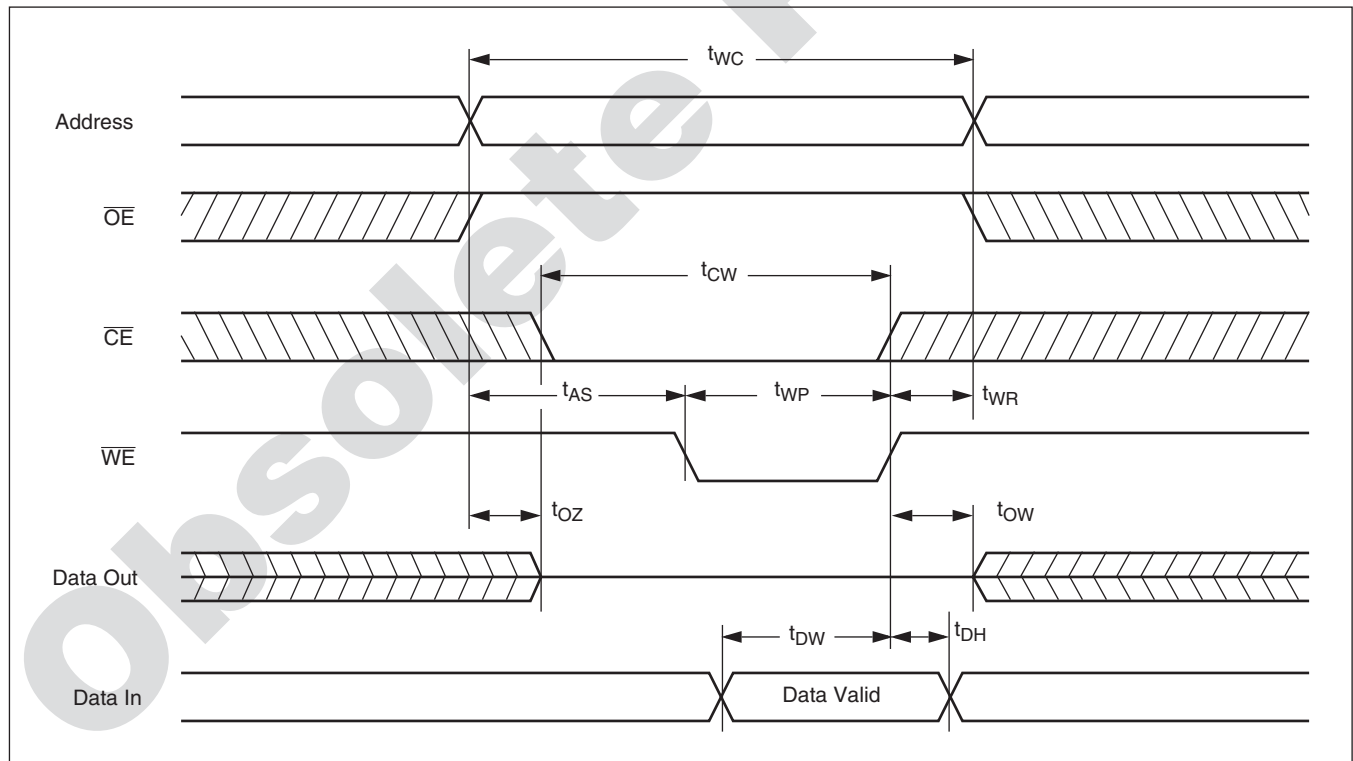 tWC
Address
OE
tCW
CE
tAS
tWP
tWR
WE
tOZ
tOW
Data Out
tDW
tDH
Data In
Data Valid
Obsolete